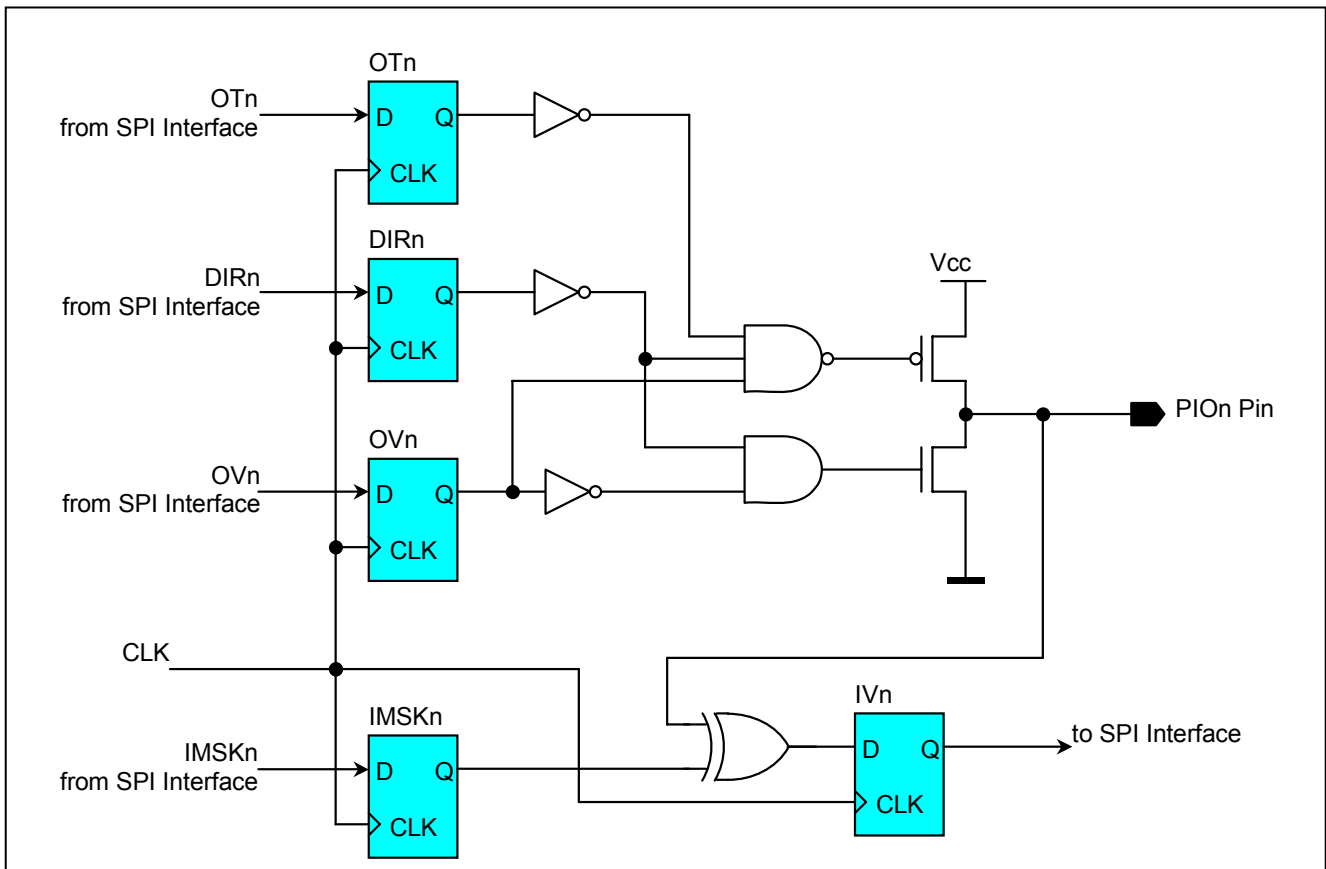 OTn
OTn
from SPI Interface
D Q
CLK
DIRn
DIRn
from SPI Interface
D Q
CLK
Vcc
PIOn Pin
OVn
OVn
from SPI Interface
D Q
CLK
CLK
IMSKn
IMSKn
from SPI Interface
D Q
CLK
IVn
D Q
CLK
to SPI Interface